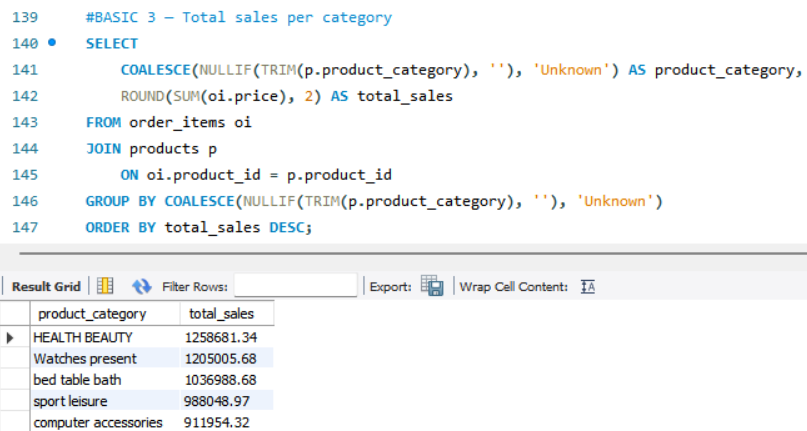 139 #BASIC 3 – Total sales per category
140 SELECT
141 COALESCE(NULLIF(TRIM(p.product_category), ''), 'Unknown') AS product_category,
142 ROUND(SUM(oi.price), 2) AS total_sales
143 FROM order_items oi
144 JOIN products p
145 ON oi.product_id = p.product_id
146 GROUP BY COALESCE(NULLIF(TRIM(p.product_category), ''), 'Unknown')
147 ORDER BY total_sales DESC;
Result Grid Filter Rows: Export: Wrap Cell Content: IA
product_category total_sales
HEALTH BEAUTY 1258681.34
Watches present 1205005.68
bed table bath 1036988.68
sport leisure 988048.97
computer accessories 911954.32